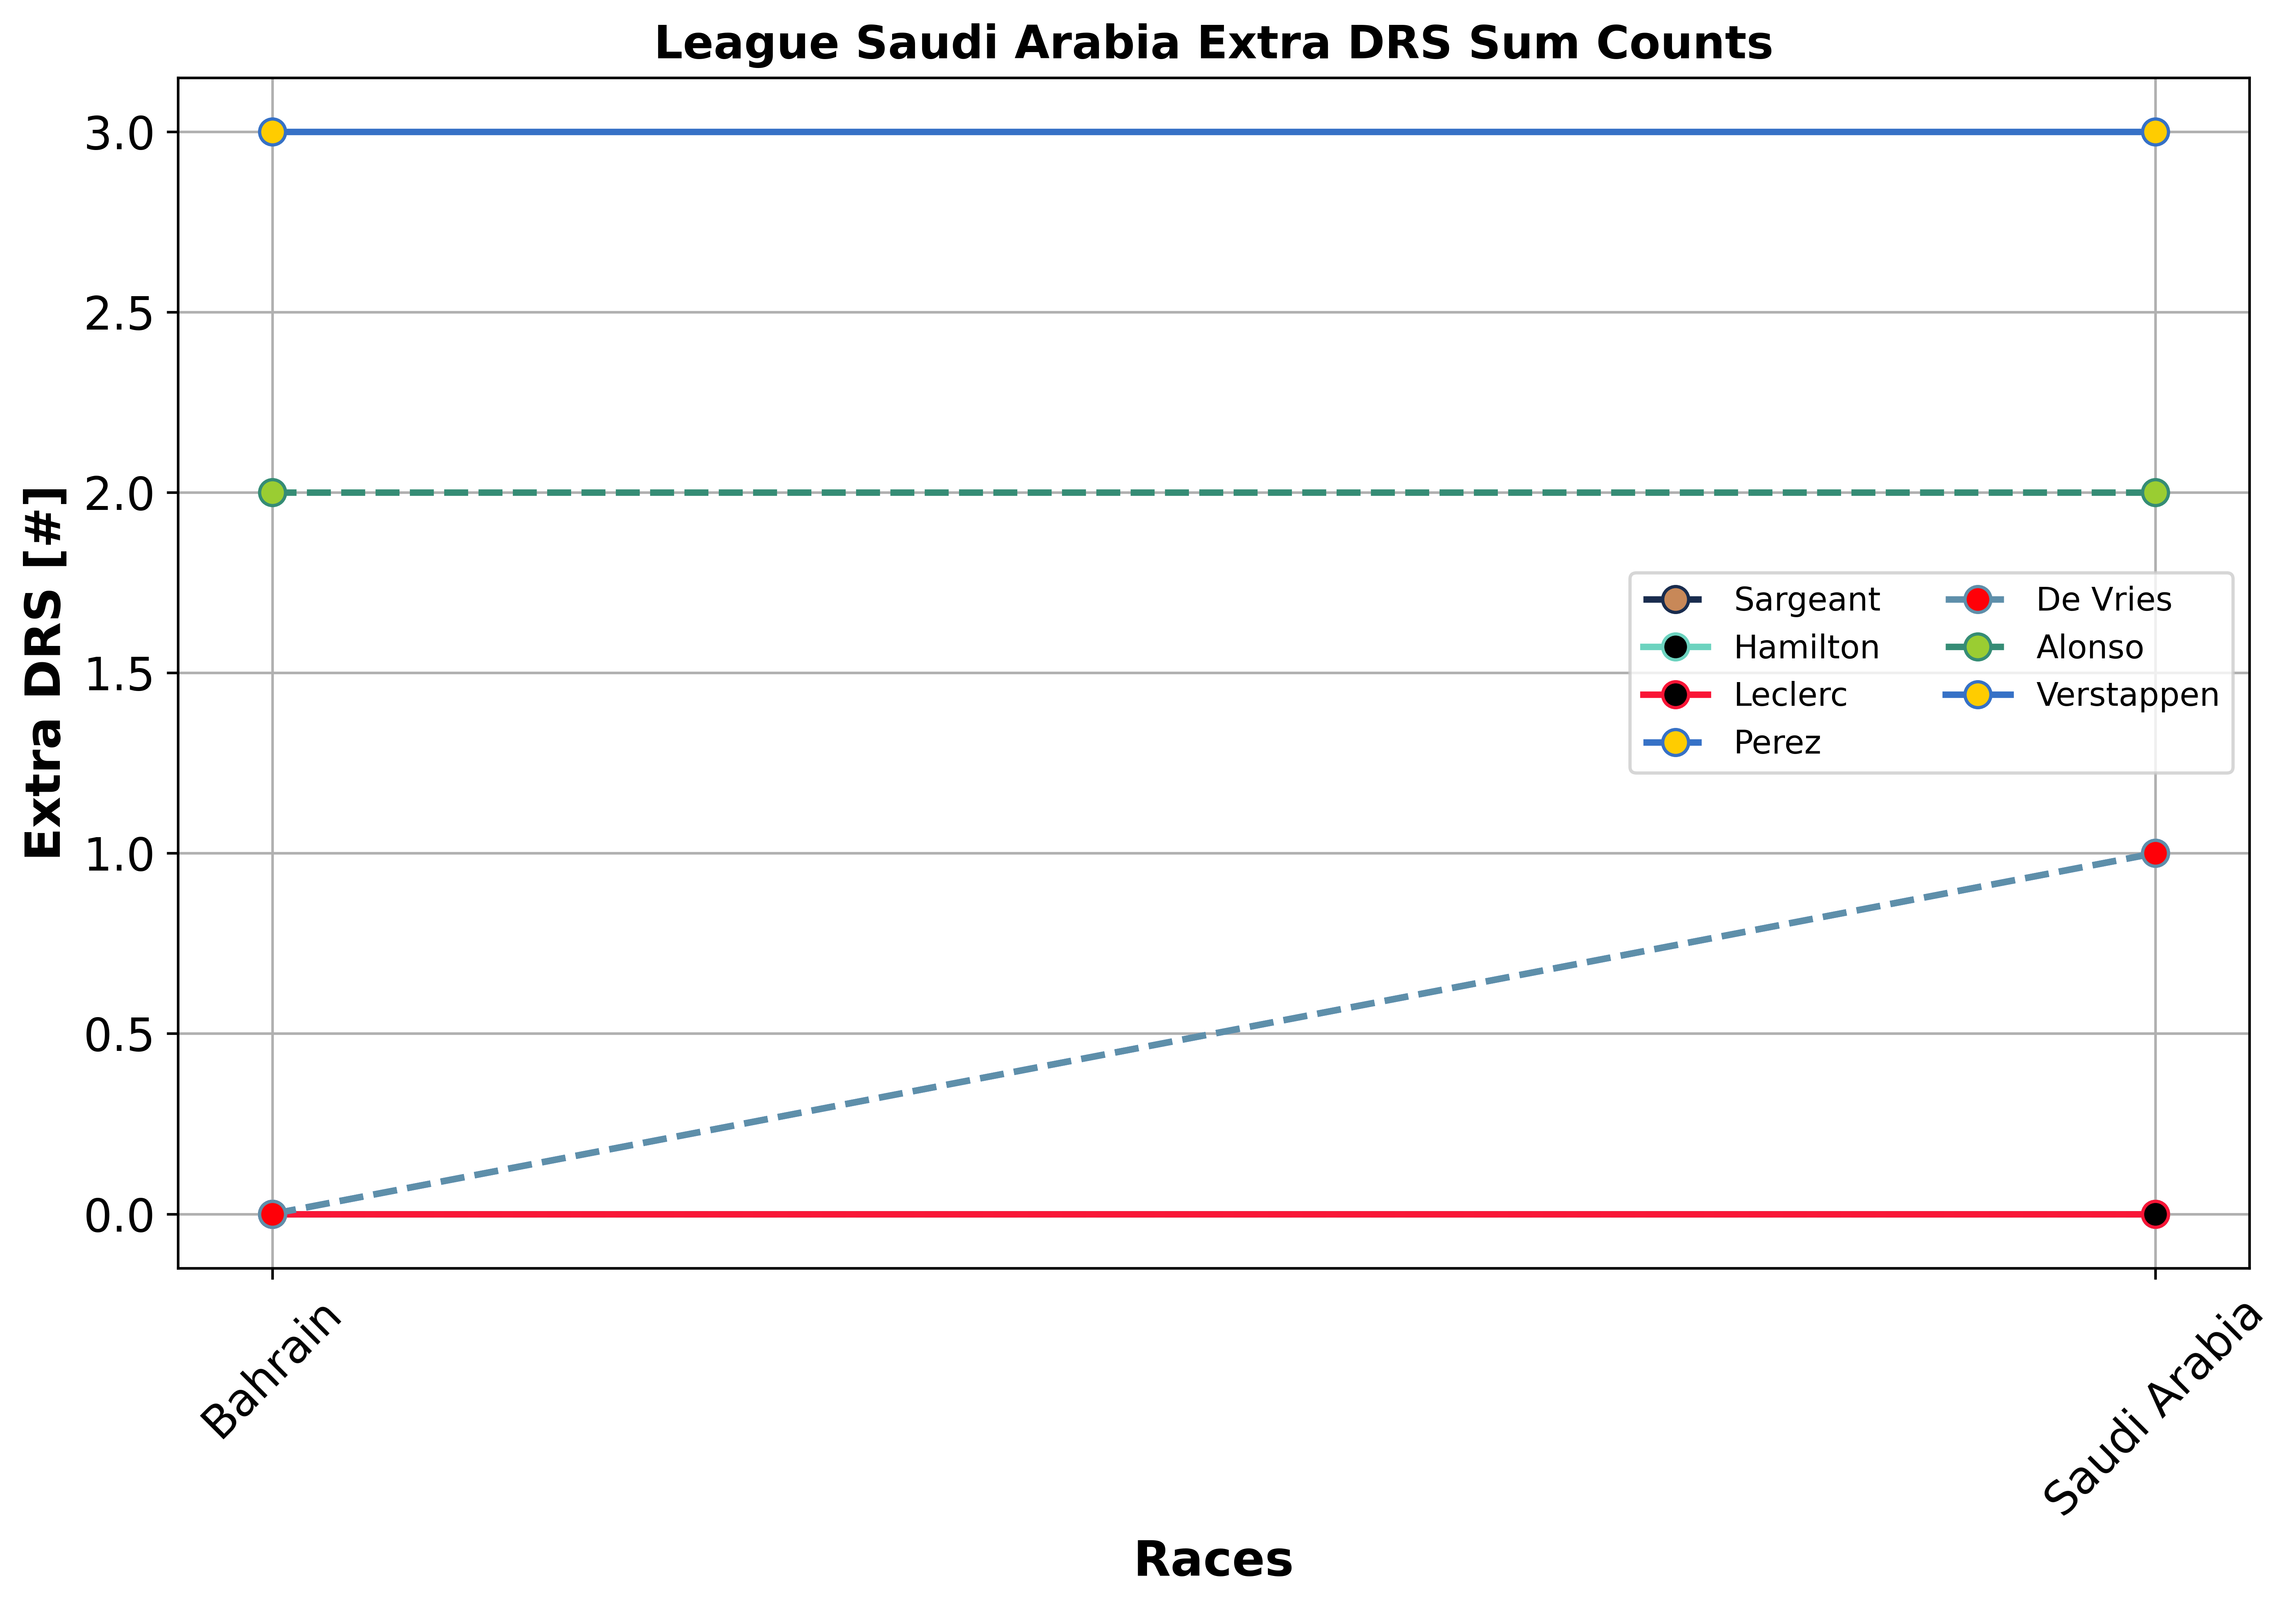 League Saudi Arabia Extra DRS Sum Counts
Extra DRS [#]
3.0
2.5
2.0
1.5
1.0
0.5
0.0
Sargeant
Hamilton
Leclerc
Perez
De Vries
Alonso
Verstappen
Bahrain
Saudi Arabia
Races